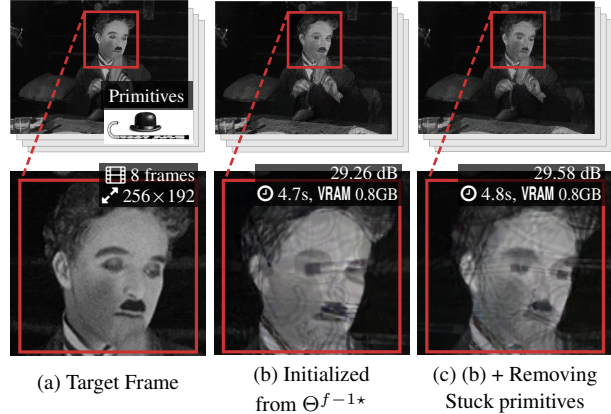 Primitives
8 frames
256×192
29.26 dB
4.7s, VRAM 0.8GB
29.58 dB
4.8s, VRAM 0.8GB
(a) Target Frame
(b) Initialized
from Θ^{f−1⋆}
(c) (b) + Removing
Stuck primitives